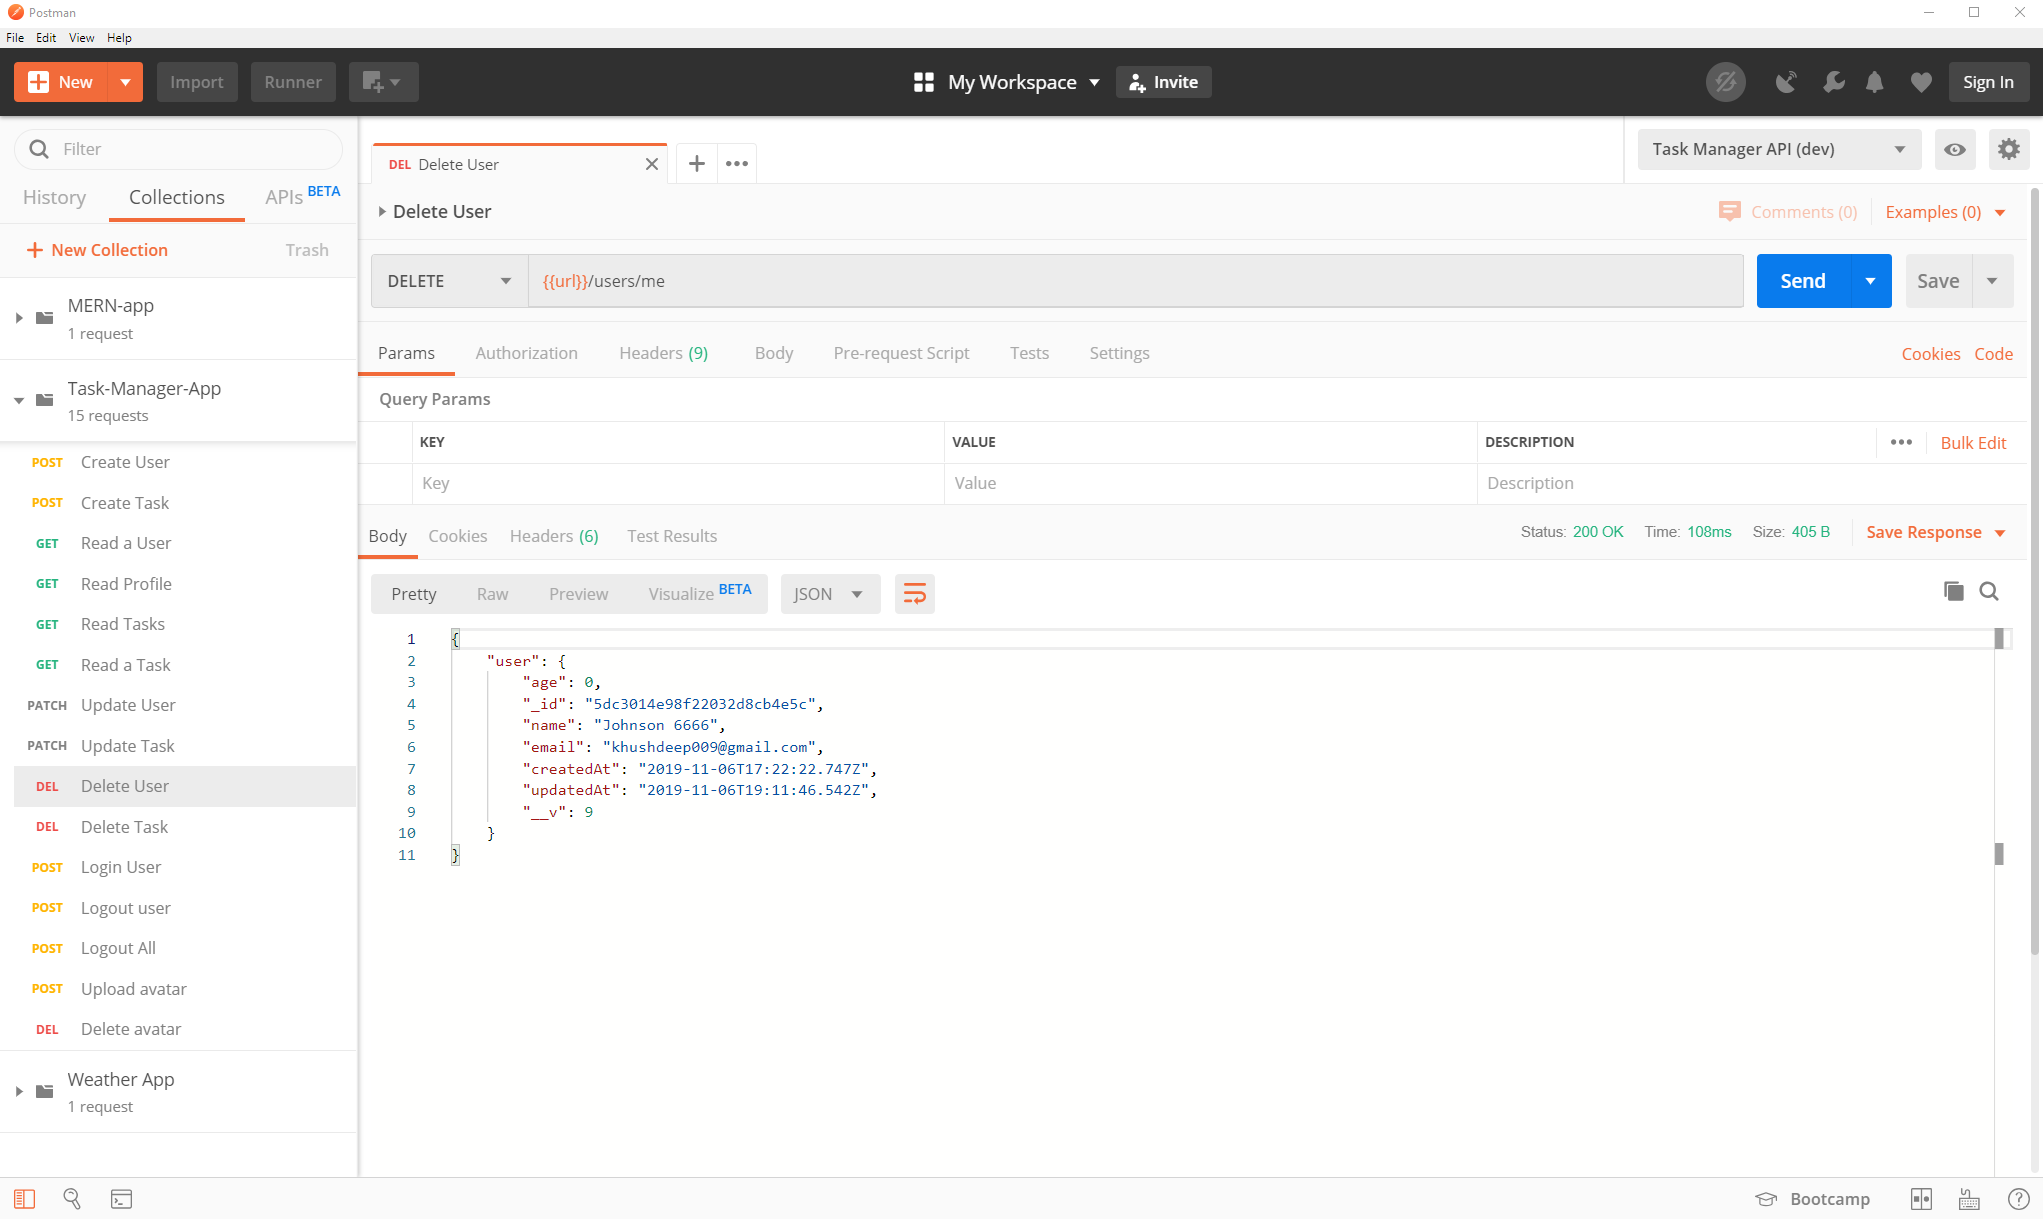 Postman
File Edit View Help
New Import Runner My Workspace Invite Sign In
Filter
History Collections APIs BETA
New Collection Trash
MERN-app
1 request
Task-Manager-App
15 requests
POST Create User
POST Create Task
GET Read a User
GET Read Profile
GET Read Tasks
GET Read a Task
PATCH Update User
PATCH Update Task
DEL Delete User
DEL Delete Task
POST Login User
POST Logout user
POST Logout All
POST Upload avatar
DEL Delete avatar
Weather App
1 request
DEL Delete User
Task Manager API (dev)
Delete User Comments (0) Examples (0)
DELETE {{url}}/users/me Send Save
Params Authorization Headers (9) Body Pre-request Script Tests Settings Cookies Code
Query Params
KEY VALUE DESCRIPTION ••• Bulk Edit
Key Value Description
Body Cookies Headers (6) Test Results Status: 200 OK Time: 108ms Size: 405 B Save Response
Pretty Raw Preview Visualize BETA JSON
1 {
2 "user": {
3 "age": 0,
4 "_id": "5dc3014e98f22032d8cb4e5c",
5 "name": "Johnson 6666",
6 "email": "khushdeep009@gmail.com",
7 "createdAt": "2019-11-06T17:22:22.747Z",
8 "updatedAt": "2019-11-06T19:11:46.542Z",
9 "__v": 9
10 }
11 }
Bootcamp